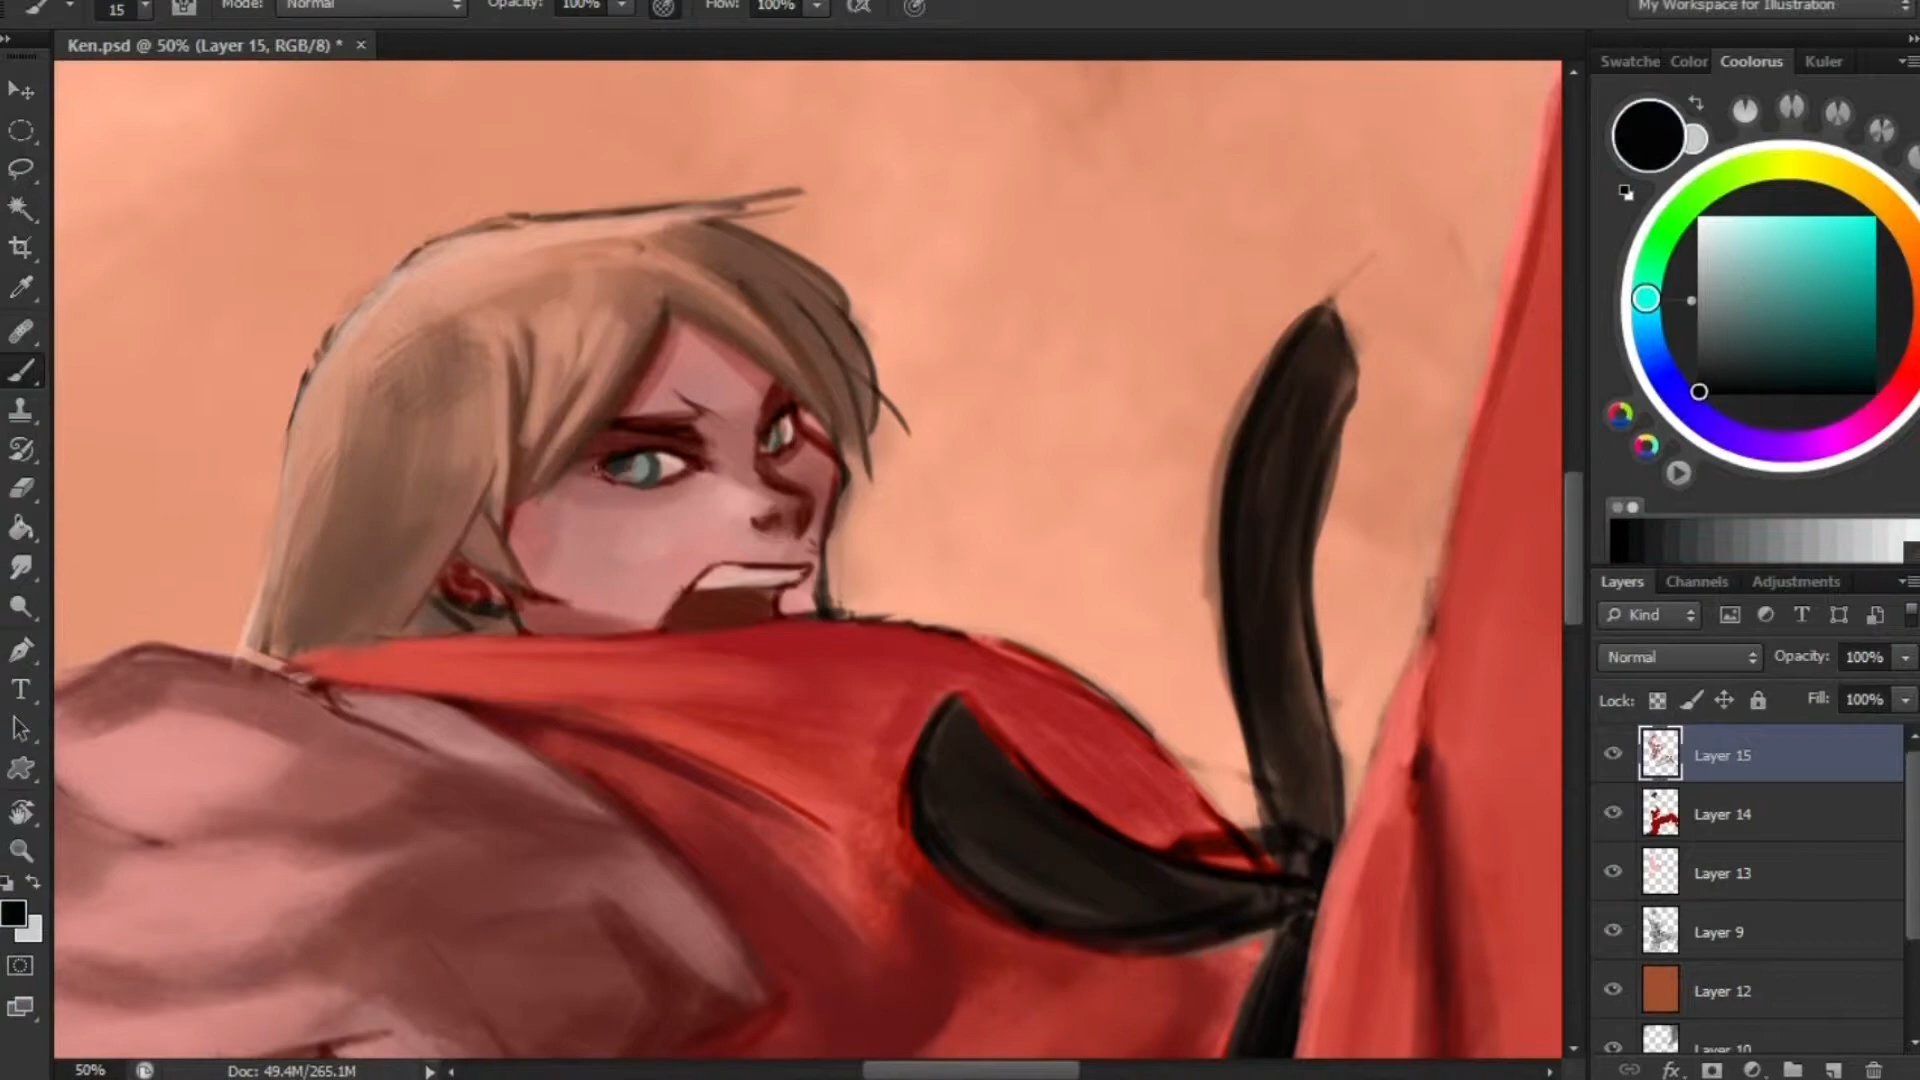 15 Mode: Normal Opacity: 100% Flow: 100% My Workspace for Illustration
Ken.psd @ 50% (Layer 15, RGB/8) * ×
Swatche Color Coolorus Kuler
Layers Channels Adjustments
Kind
Normal Opacity: 100%
Lock: Fill: 100%
Layer 15
Layer 14
Layer 13
Layer 9
Layer 12
Layer 10
50% Doc: 49.4M/265.1M
fx